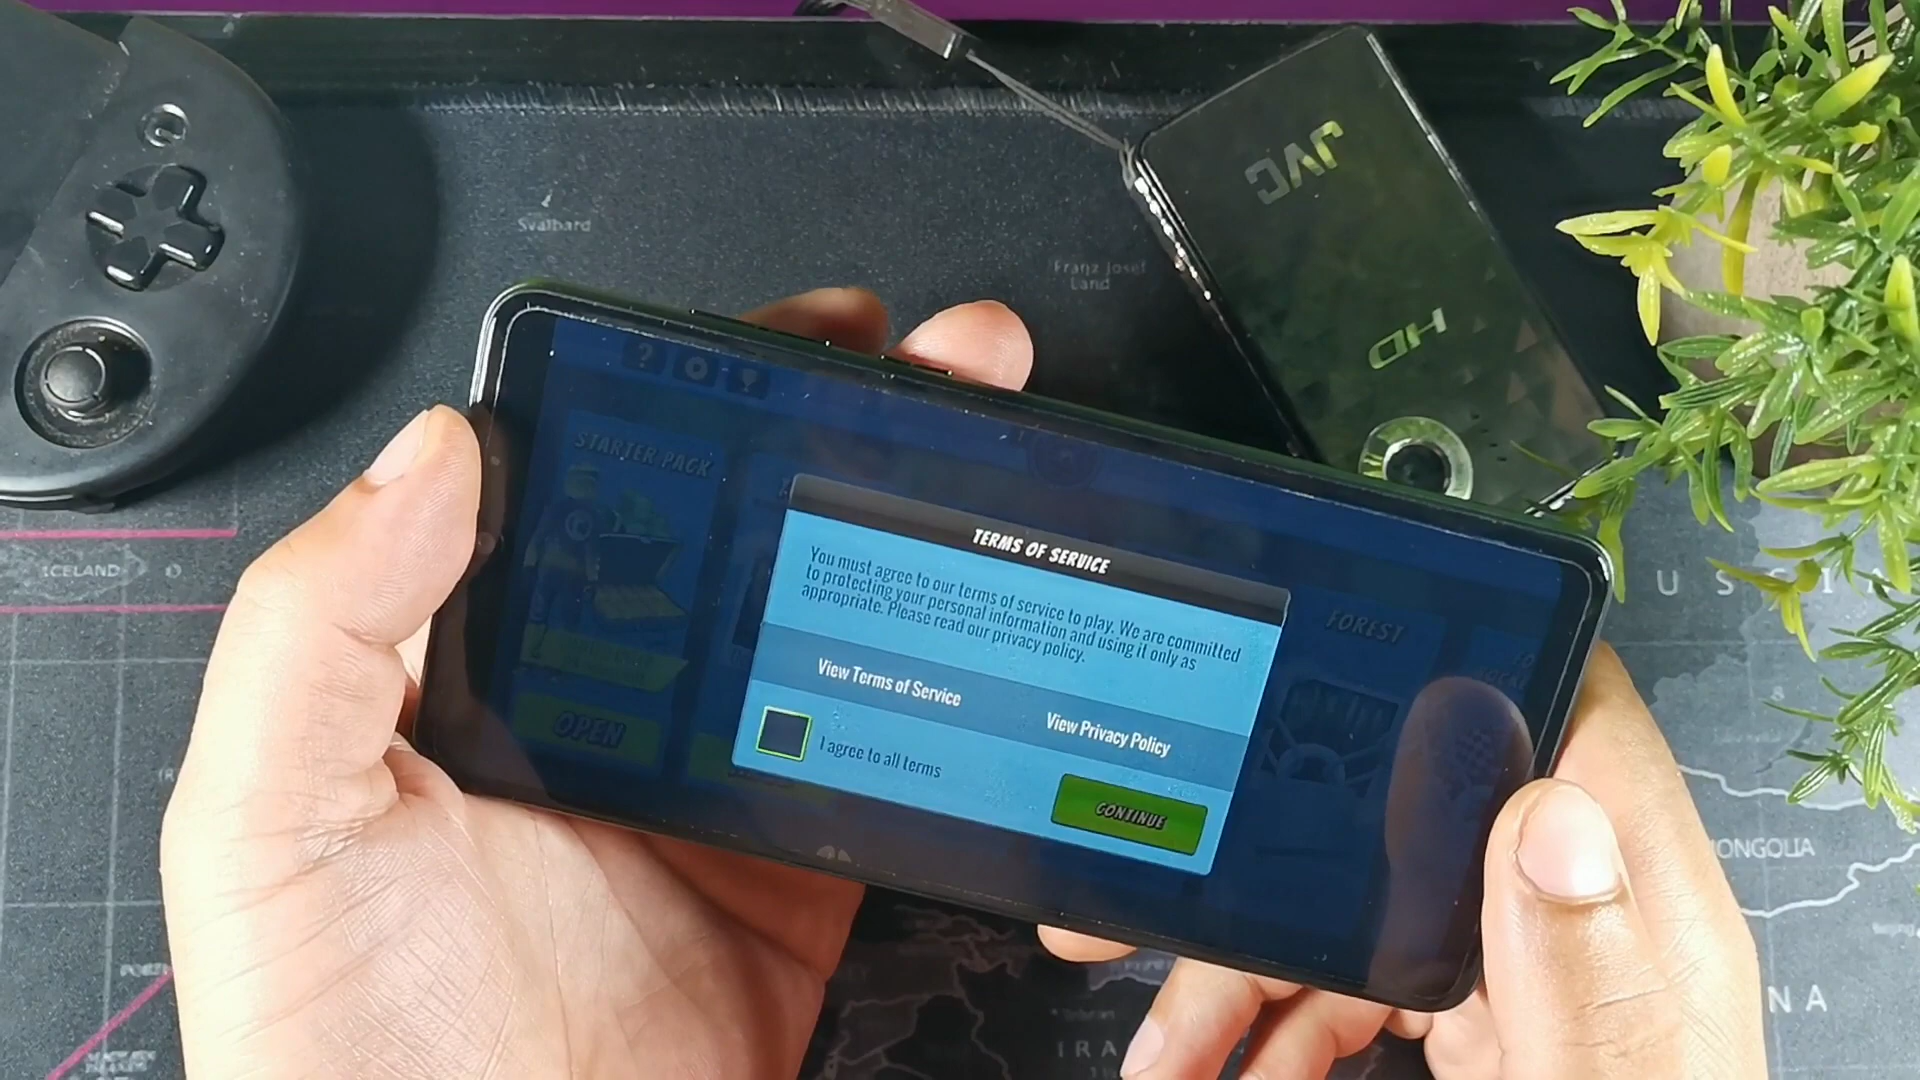 JVC
HD
Svalbard
Franz Josef
Land
?
STARTER PACK
TERMS OF SERVICE
You must agree to our terms of service to play. We are committed
to protecting your personal information and using it only as
appropriate. Please read our privacy policy.
View Terms of Service
View Privacy Policy
I agree to all terms
CONTINUE
OPEN
FOREST
ICELAND
MONGOLIA